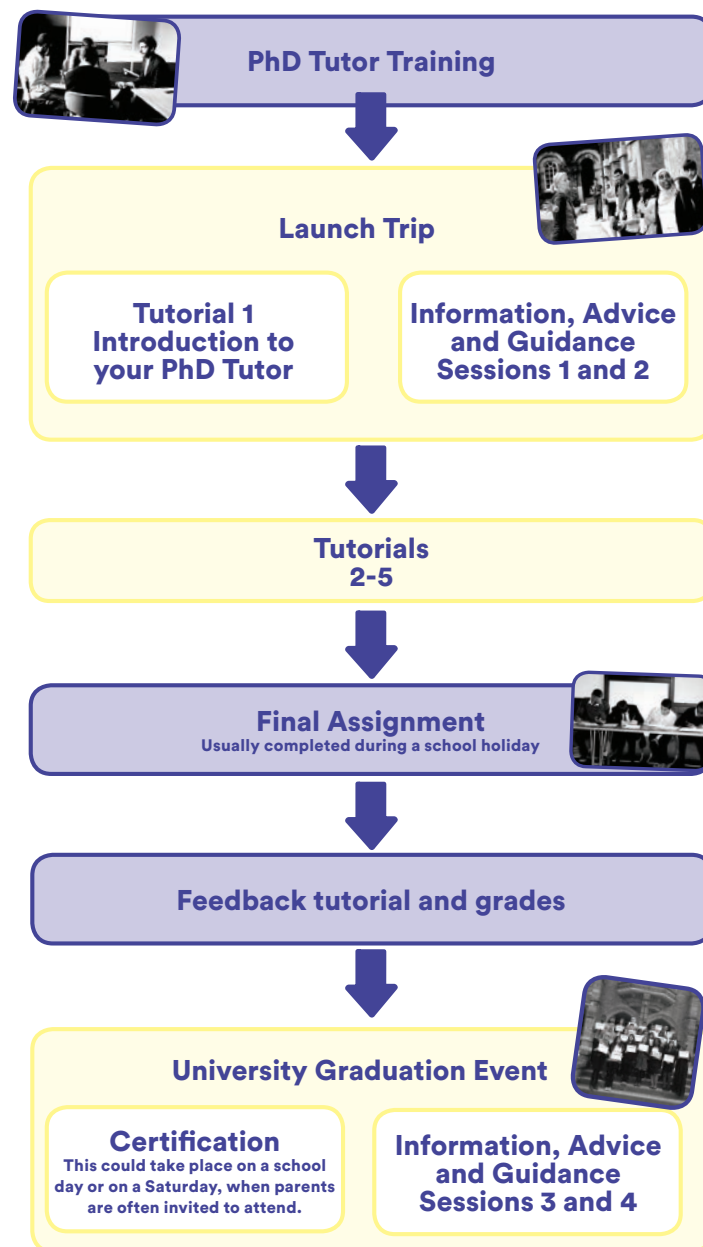 PhD Tutor Training
Launch Trip
Tutorial 1
Introduction to
your PhD Tutor
Information, Advice
and Guidance
Sessions 1 and 2
Tutorials
2-5
Final Assignment
Usually completed during a school holiday
Feedback tutorial and grades
University Graduation Event
Certification
This could take place on a school
day or on a Saturday, when parents
are often invited to attend.
Information, Advice
and Guidance
Sessions 3 and 4